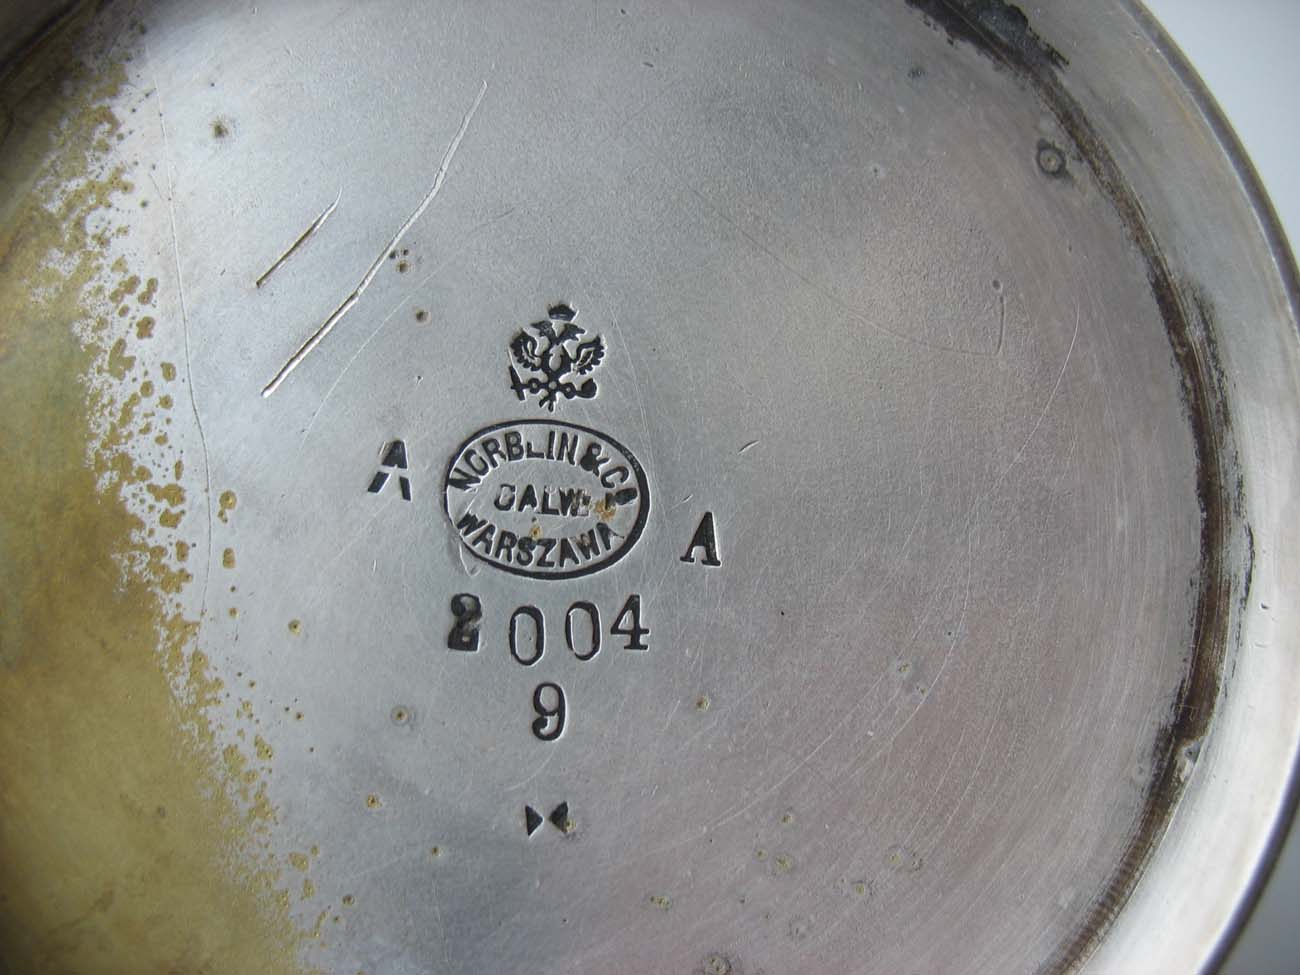 NORBLIN & Co
GALW.
WARSZAWA
A
A
2004
9